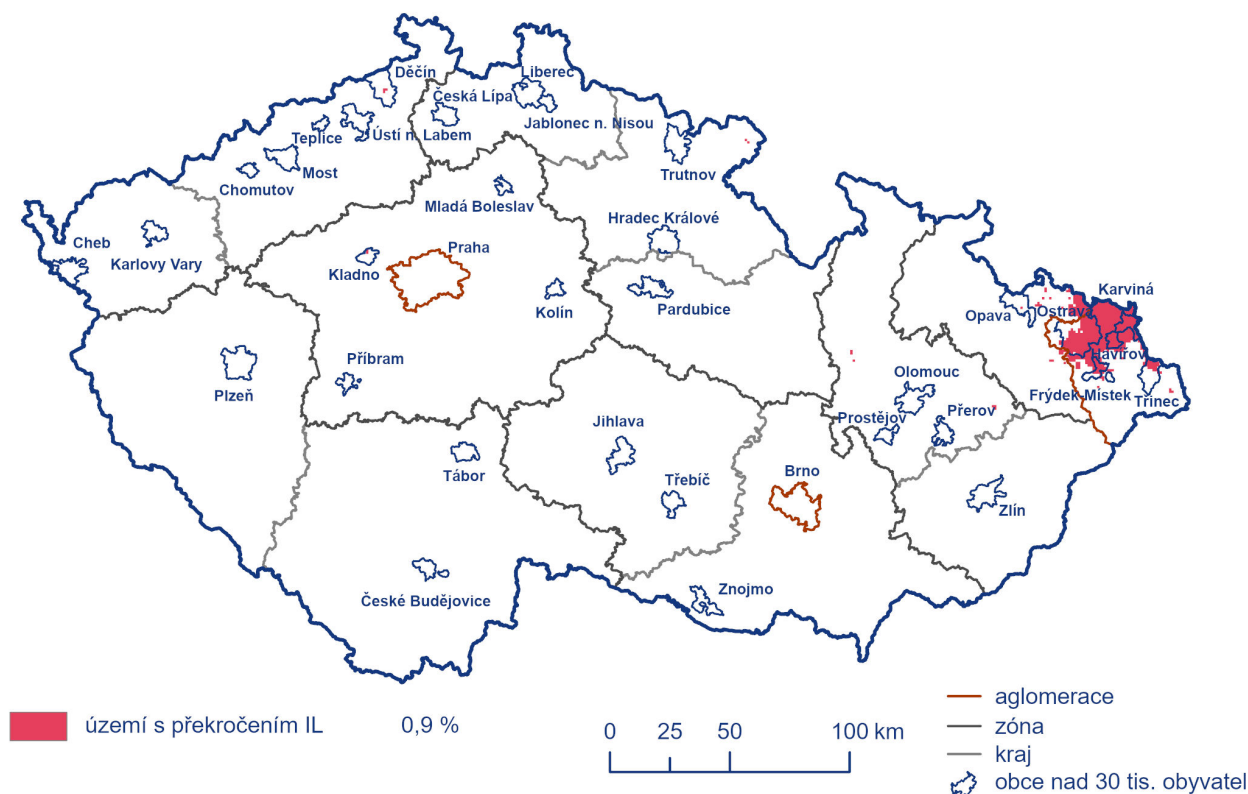 Děčín
Liberec
Česká Lípa
Jablonec n. Nisou
Teplice
Ústí n. Labem
Most
Chomutov
Trutnov
Mladá Boleslav
Hradec Králové
Cheb
Karlovy Vary
Kladno
Praha
Kolín
Pardubice
Karviná
Opava
Ostrava
Havířov
Příbram
Plzeň
Olomouc
Frýdek-Místek
Třinec
Prostějov
Přerov
Jihlava
Tábor
Třebíč
Brno
Zlín
České Budějovice
Znojmo
území s překročením IL 0,9 %
0 25 50 100 km
aglomerace
zóna
kraj
obce nad 30 tis. obyvatel